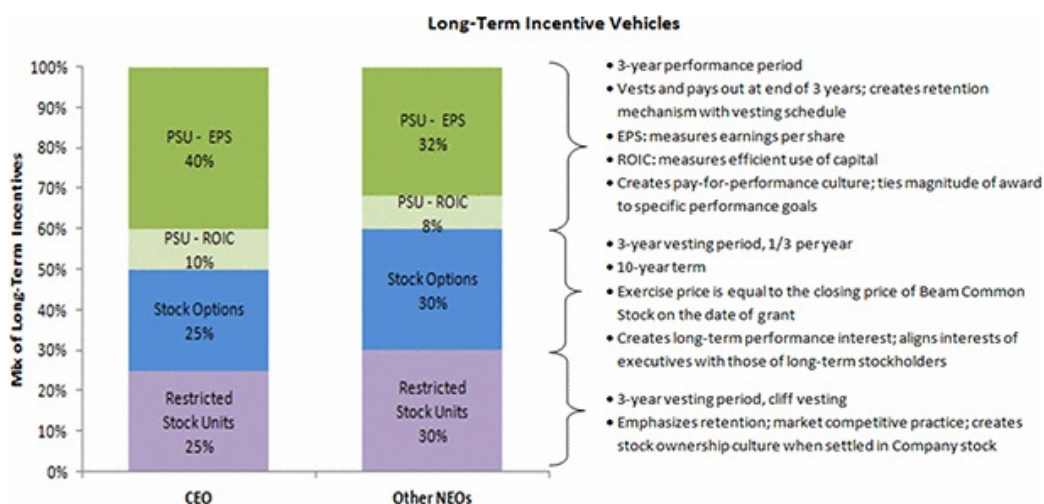 Long-Term Incentive Vehicles
Mix of Long-Term Incentives
100%
90%
80%
70%
60%
50%
40%
30%
20%
10%
0%
PSU - EPS
40%
PSU - ROIC
10%
Stock Options
25%
Restricted
Stock Units
25%
CEO
PSU - EPS
32%
PSU - ROIC
8%
Stock Options
30%
Restricted
Stock Units
30%
Other NEOs
• 3-year performance period
• Vests and pays out at end of 3 years; creates retention
mechanism with vesting schedule
• EPS: measures earnings per share
• ROIC: measures efficient use of capital
• Creates pay-for-performance culture; ties magnitude of award
to specific performance goals
• 3-year vesting period, 1/3 per year
• 10-year term
• Exercise price is equal to the closing price of Beam Common
Stock on the date of grant
• Creates long-term performance interest; aligns interests of
executives with those of long-term stockholders
• 3-year vesting period, cliff vesting
• Emphasizes retention; market competitive practice; creates
stock ownership culture when settled in Company stock